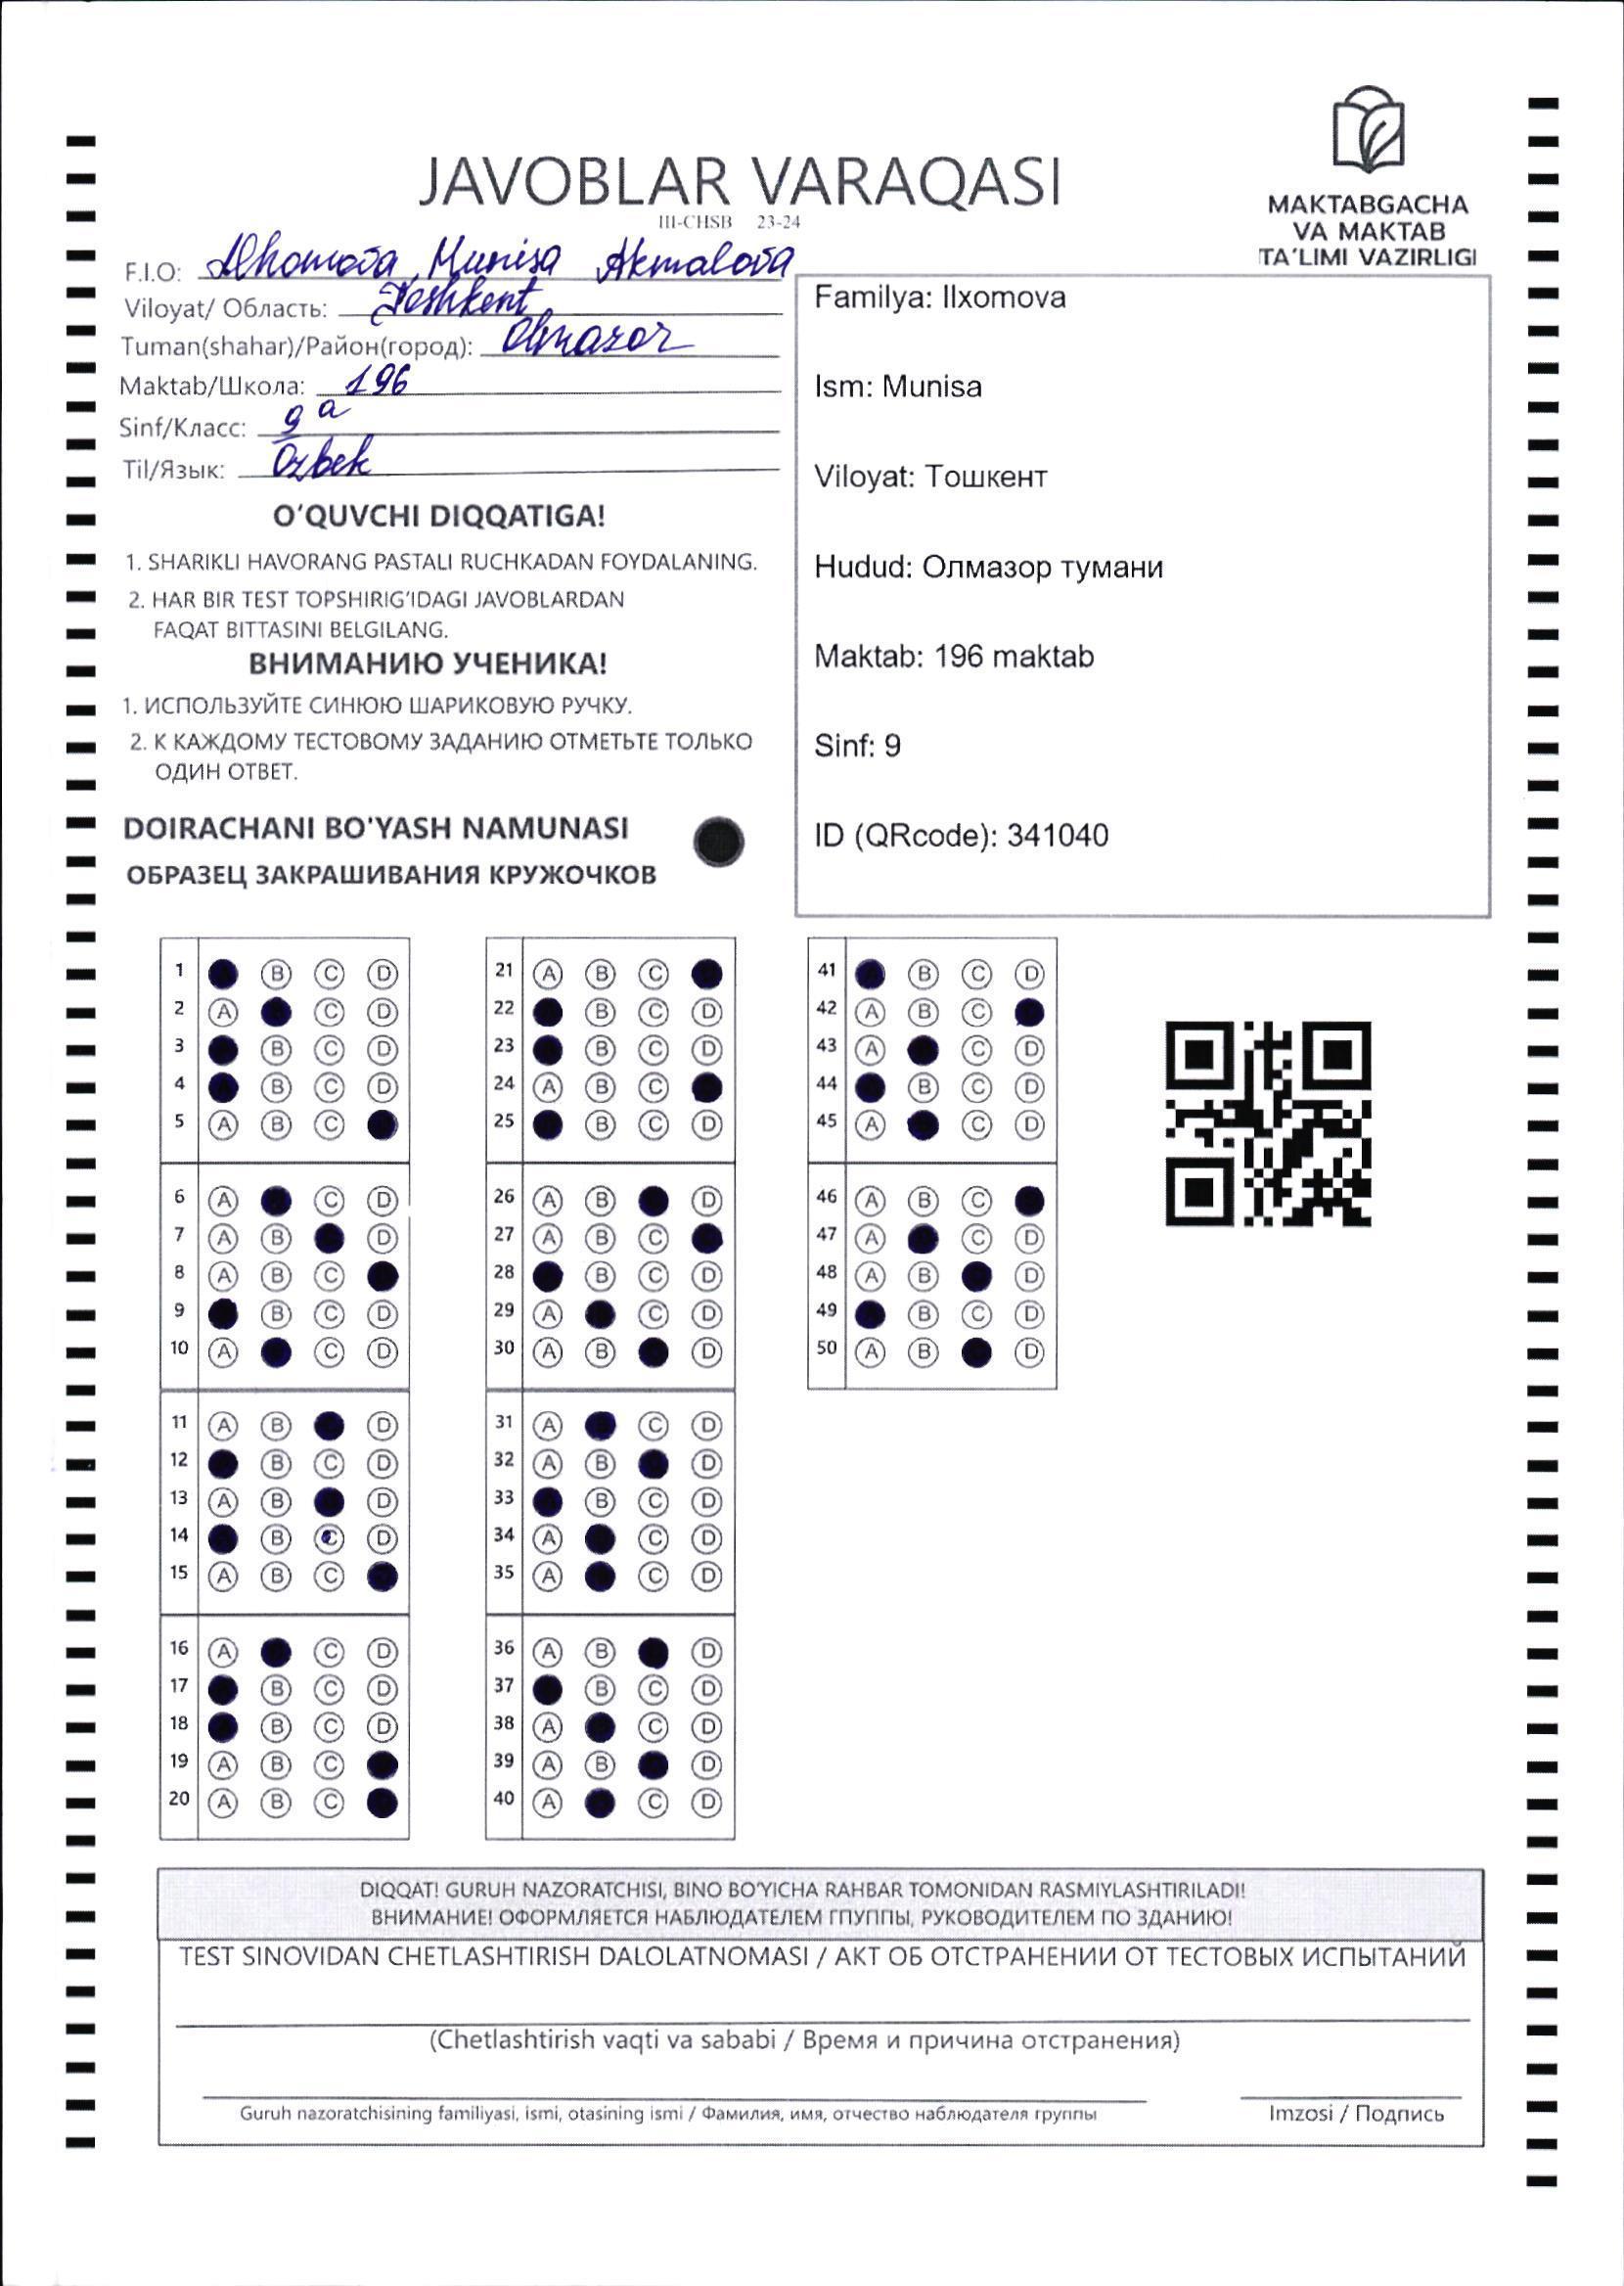 JAVOBLAR VARAQASI
III-CHSB 23-24
MAKTABGACHA
VA MAKTAB
TA'LIMI VAZIRLIGI
F.I.O: Ilhomova Munisa Akmalova
Viloyat/ Область: Toshkent
Tuman(shahar)/Район(город): Olmazor
Maktab/Школа: 196
Sinf/Класс: 9 a
Til/Язык: Ozbek
O'QUVCHI DIQQATIGA!
1. SHARIKLI HAVORANG PASTALI RUCHKADAN FOYDALANING.
2. HAR BIR TEST TOPSHIRIG'IDAGI JAVOBLARDAN
FAQAT BITTASINI BELGILANG.
ВНИМАНИЮ УЧЕНИКА!
1. ИСПОЛЬЗУЙТЕ СИНЮЮ ШАРИКОВУЮ РУЧКУ.
2. К КАЖДОМУ ТЕСТОВОМУ ЗАДАНИЮ ОТМЕТЬТЕ ТОЛЬКО
ОДИН ОТВЕТ.
DOIRACHANI BO'YASH NAMUNASI
ОБРАЗЕЦ ЗАКРАШИВАНИЯ КРУЖОЧКОВ
Familya: Ilxomova
Ism: Munisa
Viloyat: Тошкент
Hudud: Олмазор тумани
Maktab: 196 maktab
Sinf: 9
ID (QRcode): 341040
1 B C D
2 A C D
3 B C D
4 B C D
5 A B C
6 A C D
7 A B D
8 A B C
9 B C D
10 A C D
11 A B D
12 B C D
13 A B D
14 B C D
15 A B C
16 A C D
17 B C D
18 B C D
19 A B C
20 A B C
21 A B C
22 B C D
23 B C D
24 A B C
25 B C D
26 A B D
27 A B C
28 B C D
29 A C D
30 A B D
31 A C D
32 A B D
33 B C D
34 A C D
35 A C D
36 A B D
37 B C D
38 A C D
39 A B D
40 A C D
41 B C D
42 A B C
43 A C D
44 B C D
45 A C D
46 A B C
47 A C D
48 A B D
49 B C D
50 A B D
DIQQAT! GURUH NAZORATCHISI, BINO BO'YICHA RAHBAR TOMONIDAN RASMIYLASHTIRILADI!
ВНИМАНИЕ! ОФОРМЛЯЕТСЯ НАБЛЮДАТЕЛЕМ ГПУППЫ, РУКОВОДИТЕЛЕМ ПО ЗДАНИЮ!
TEST SINOVIDAN CHETLASHTIRISH DALOLATNOMASI / АКТ ОБ ОТСТРАНЕНИИ ОТ ТЕСТОВЫХ ИСПЫТАНИЙ
(Chetlashtirish vaqti va sababi / Время и причина отстранения)
Guruh nazoratchisining familiyasi, ismi, otasining ismi / Фамилия, имя, отчество наблюдателя группы
Imzosi / Подпись